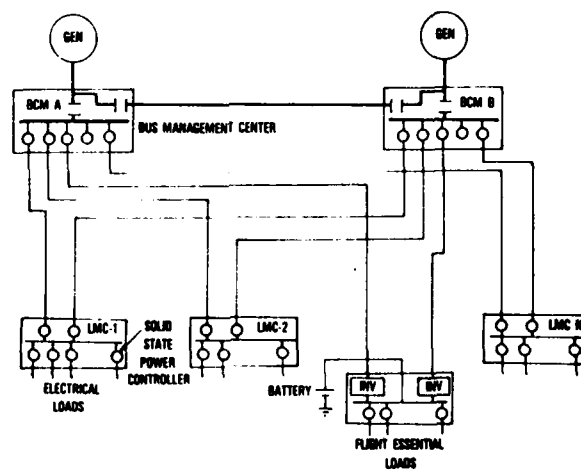 GEN
GEN
BCM A
BCM B
BUS MANAGEMENT CENTER
LMC-1
SOLID
STATE
POWER
CONTROLLER
LMC-2
LMC N
ELECTRICAL
LOADS
BATTERY
INV
INV
FLIGHT ESSENTIAL
LOADS